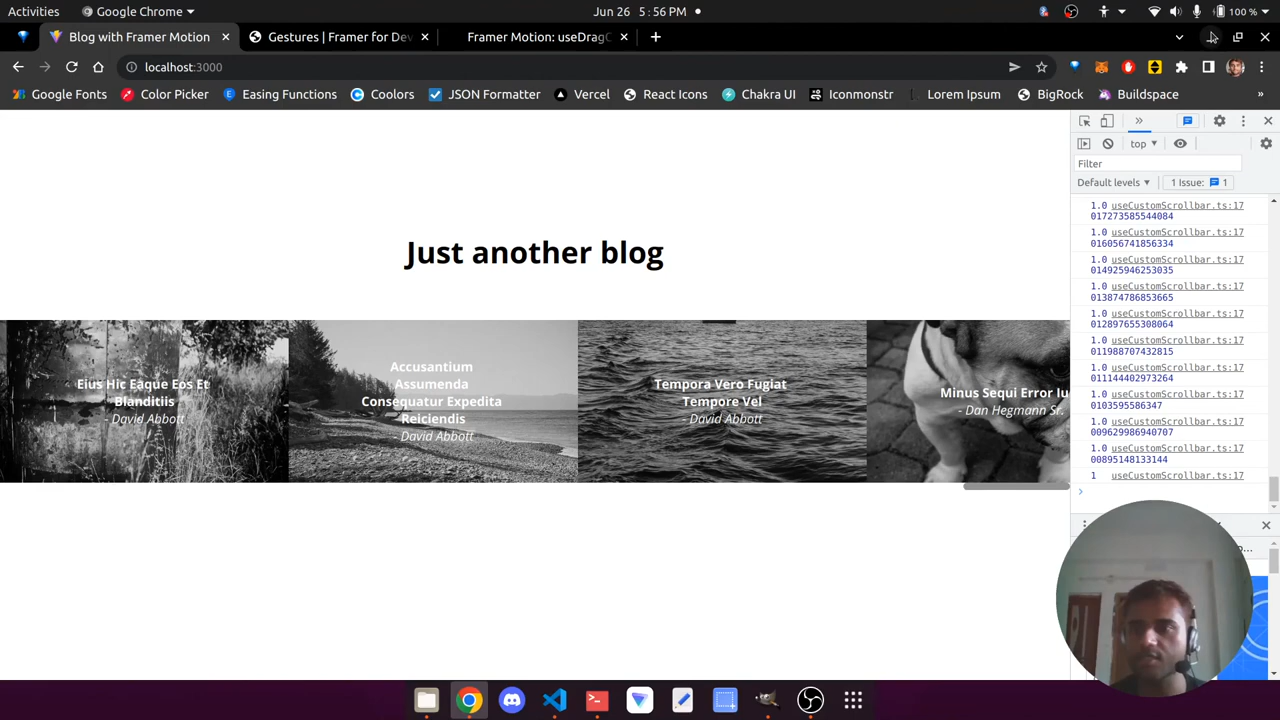 Activities
Google Chrome
Jun 26 5:56 PM
100 %
Blog with Framer Motion
Gestures | Framer for Dev
Framer Motion: useDragC
localhost:3000
Google Fonts
Color Picker
Easing Functions
Coolors
JSON Formatter
Vercel
React Icons
Chakra UI
Iconmonstr
Lorem Ipsum
BigRock
Buildspace
»
»
top
Filter
Default levels
1 Issue: 1
1.0 useCustomScrollbar.ts:17
017273585544084
1.0 useCustomScrollbar.ts:17
016056741856334
1.0 useCustomScrollbar.ts:17
014925946253035
1.0 useCustomScrollbar.ts:17
013874786853665
1.0 useCustomScrollbar.ts:17
012897655308064
1.0 useCustomScrollbar.ts:17
011988707432815
1.0 useCustomScrollbar.ts:17
011144402973264
1.0 useCustomScrollbar.ts:17
0103595586347
1.0 useCustomScrollbar.ts:17
009629986940707
1.0 useCustomScrollbar.ts:17
00895148133144
1 useCustomScrollbar.ts:17
Just another blog
Eius Hic Eaque Eos Et
Blanditiis
- David Abbott
Accusantium
Assumenda
Consequatur Expedita
Reiciendis
- David Abbott
Tempora Vero Fugiat
Tempore Vel
- David Abbott
Minus Sequi Error Iu
- Dan Hegmann Sr.